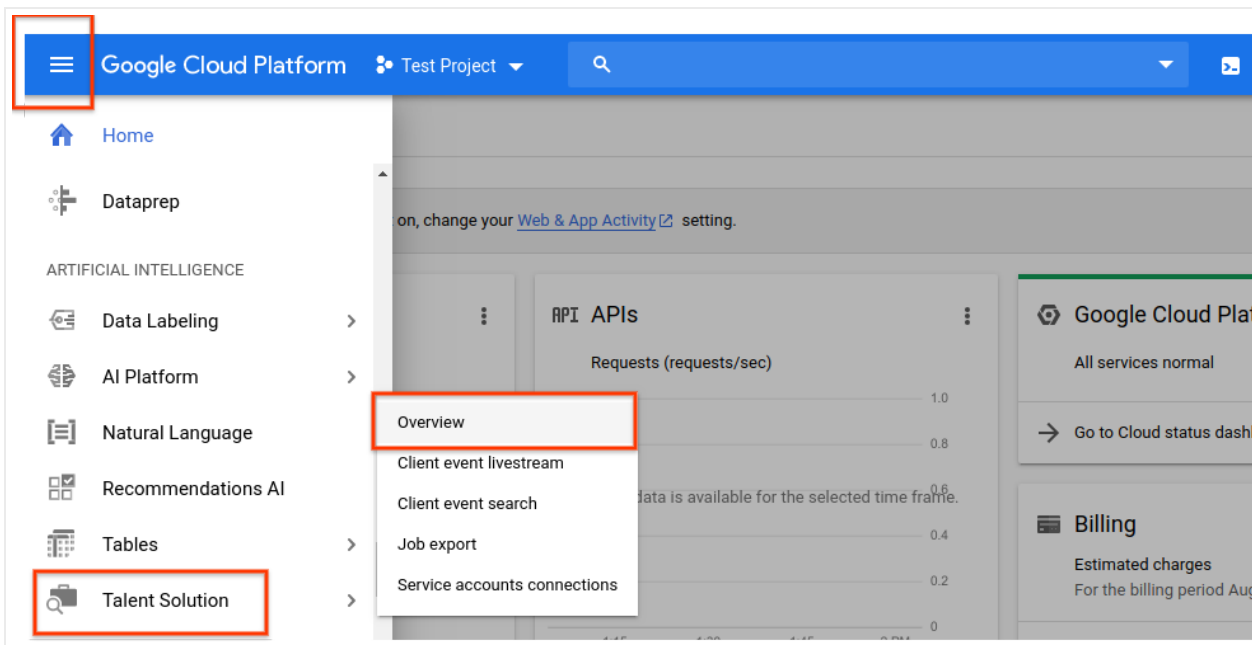 Google Cloud Platform Test Project
Home
Dataprep
ARTIFICIAL INTELLIGENCE
Data Labeling
AI Platform
Natural Language
Recommendations AI
Tables
Talent Solution
Overview
Client event livestream
Client event search
Job export
Service accounts connections
on, change your Web & App Activity setting.
API APIs
Requests (requests/sec)
1.0
0.8
0.6
data is available for the selected time frame.
0.4
0.2
0
Google Cloud Pla
All services normal
Go to Cloud status dash
Billing
Estimated charges
For the billing period Aug